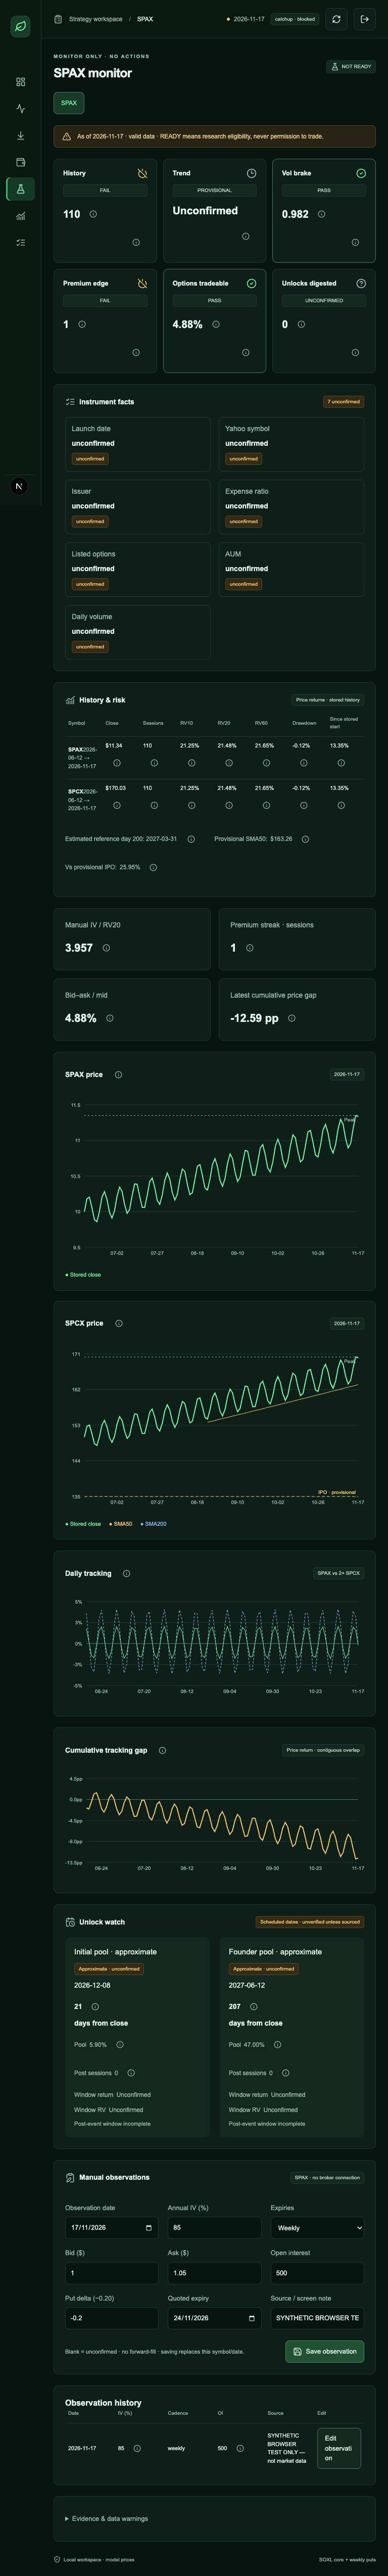 Strategy workspace / SPAX
2026-11-17
catchup · blocked
MONITOR ONLY · NO ACTIONS
SPAX monitor
NOT READY
SPAX
As of 2026-11-17 · valid data · READY means research eligibility, never permission to trade.
History
FAIL
110
Trend
PROVISIONAL
Unconfirmed
Vol brake
PASS
0.982
Premium edge
FAIL
1
Options tradeable
PASS
4.88%
Unlocks digested
UNCONFIRMED
0
Instrument facts
7 unconfirmed
Launch date
unconfirmed
unconfirmed
Yahoo symbol
unconfirmed
unconfirmed
Issuer
unconfirmed
unconfirmed
Expense ratio
unconfirmed
unconfirmed
Listed options
unconfirmed
unconfirmed
AUM
unconfirmed
unconfirmed
Daily volume
unconfirmed
unconfirmed
N
History & risk
Price returns · stored history
Symbol Close Sessions RV10 RV20 RV60 Drawdown Since stored start
SPAX2026-06-12 → 2026-11-17 $11.34 110 21.25% 21.48% 21.65% -0.12% 13.35%
SPCX2026-06-12 → 2026-11-17 $170.03 110 21.25% 21.48% 21.65% -0.12% 13.35%
Estimated reference day 200: 2027-03-31
Provisional SMA50: $163.26
Vs provisional IPO: 25.95%
Manual IV / RV20
3.957
Premium streak · sessions
1
Bid–ask / mid
4.88%
Latest cumulative price gap
-12.59 pp
SPAX price
2026-11-17
11.5
Peak
11
10.5
10
9.5
07-02 07-27 08-18 09-10 10-02 10-26 11-17
Stored close
SPCX price
2026-11-17
171
Peak
162
153
144
135
IPO · provisional
07-02 07-27 08-18 09-10 10-02 10-26 11-17
Stored close SMA50 SMA200
Daily tracking
SPAX vs 2× SPCX
5%
3%
0%
-3%
-5%
06-24 07-20 08-12 09-04 09-30 10-23 11-17
Cumulative tracking gap
Price return · contiguous overlap
4.5pp
0.0pp
-4.5pp
-9.0pp
-13.5pp
06-24 07-20 08-12 09-04 09-30 10-23 11-17
Unlock watch
Scheduled dates · unverified unless sourced
Initial pool · approximate
Approximate · unconfirmed
2026-12-08
21
days from close
Pool 5.90%
Post sessions 0
Window return Unconfirmed
Window RV Unconfirmed
Post-event window incomplete
Founder pool · approximate
Approximate · unconfirmed
2027-06-12
207
days from close
Pool 47.00%
Post sessions 0
Window return Unconfirmed
Window RV Unconfirmed
Post-event window incomplete
Manual observations
SPAX · no broker connection
Observation date
17/11/2026
Annual IV (%)
85
Expiries
Weekly
Bid ($)
1
Ask ($)
1.05
Open interest
500
Put delta (−0.20)
-0.2
Quoted expiry
24/11/2026
Source / screen note
SYNTHETIC BROWSER TE
Blank = unconfirmed · no forward-fill · saving replaces this symbol/date.
Save observation
Observation history
Date IV (%) Cadence OI Source Edit
2026-11-17 85 weekly 500
SYNTHETIC
BROWSER
TEST ONLY —
not market data
Edit
observati
on
Evidence & data warnings
Local workspace · model prices
SOXL core + weekly puts